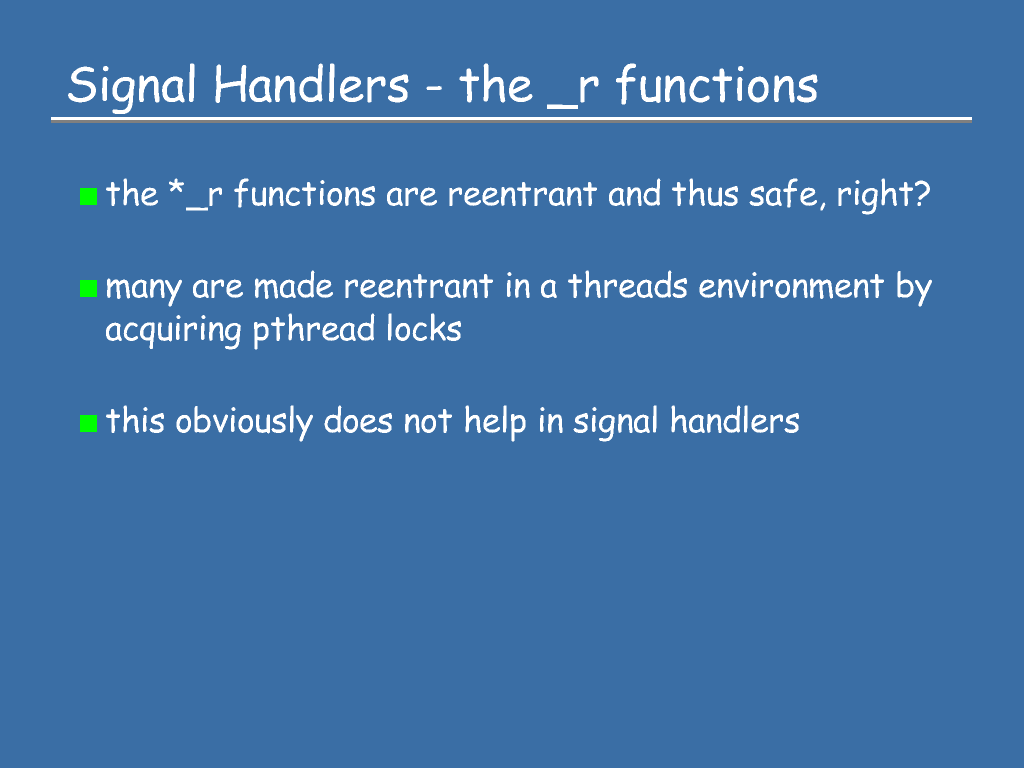 Signal Handlers - the _r functions
the *_r functions are reentrant and thus safe, right?
many are made reentrant in a threads environment by
acquiring pthread locks
this obviously does not help in signal handlers